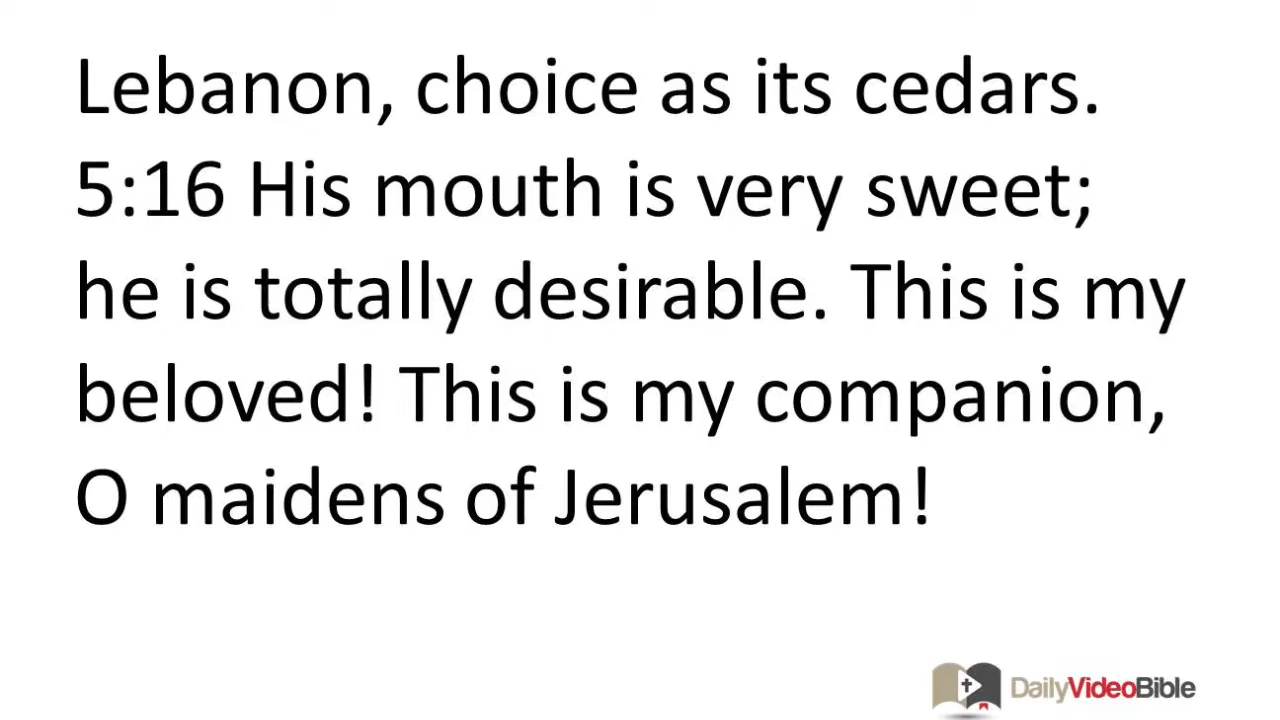 Lebanon, choice as its cedars.
5:16 His mouth is very sweet;
he is totally desirable. This is my
beloved! This is my companion,
O maidens of Jerusalem!
DailyVideoBible